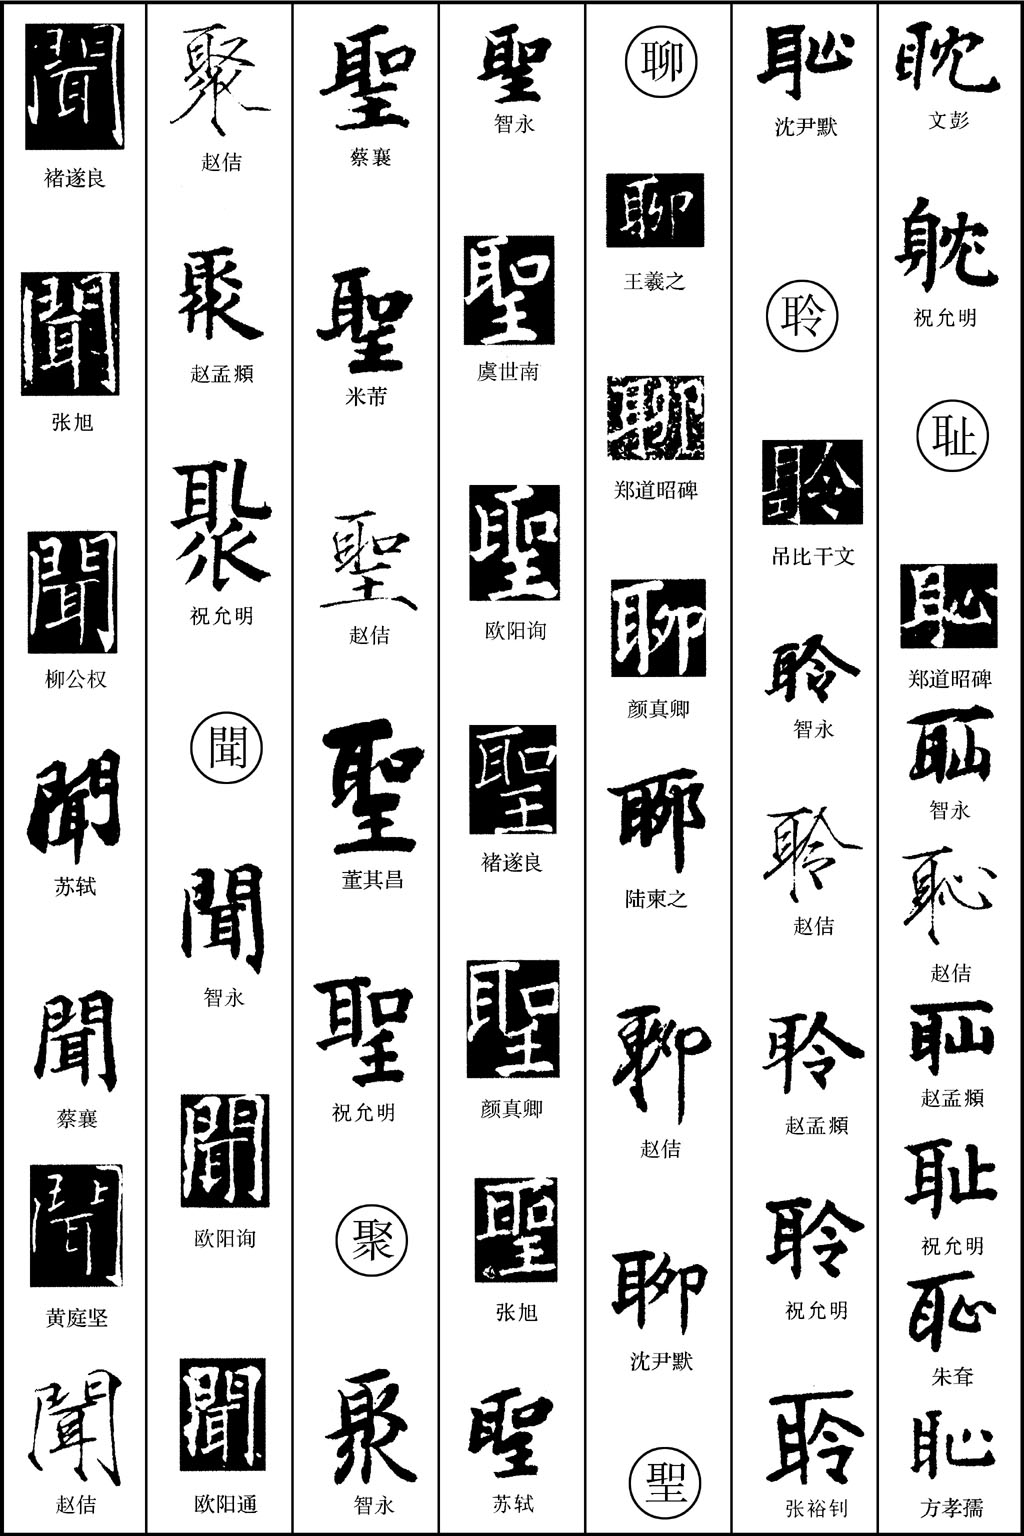 耽
文彭
躭
祝允明
耻
恥
郑道昭碑
耻
智永
恥
赵佶
耻
赵孟頫
耻
祝允明
恥
朱耷
恥
方孝孺
恥
沈尹默
聆
聆
吊比干文
聆
智永
聆
赵佶
聆
赵孟頫
聆
祝允明
聆
张裕钊
聊
聊
王羲之
聊
郑道昭碑
聊
颜真卿
聊
陆柬之
聊
赵佶
聊
沈尹默
聖
聖
智永
聖
虞世南
聖
欧阳询
聖
褚遂良
聖
颜真卿
聖
张旭
聖
苏轼
聖
蔡襄
聖
米芾
聖
赵佶
聖
董其昌
聖
祝允明
聚
聚
智永
聚
赵佶
聚
赵孟頫
聚
祝允明
聞
聞
智永
聞
欧阳询
聞
欧阳通
聞
褚遂良
聞
张旭
聞
柳公权
聞
苏轼
聞
蔡襄
聞
黄庭坚
聞
赵佶